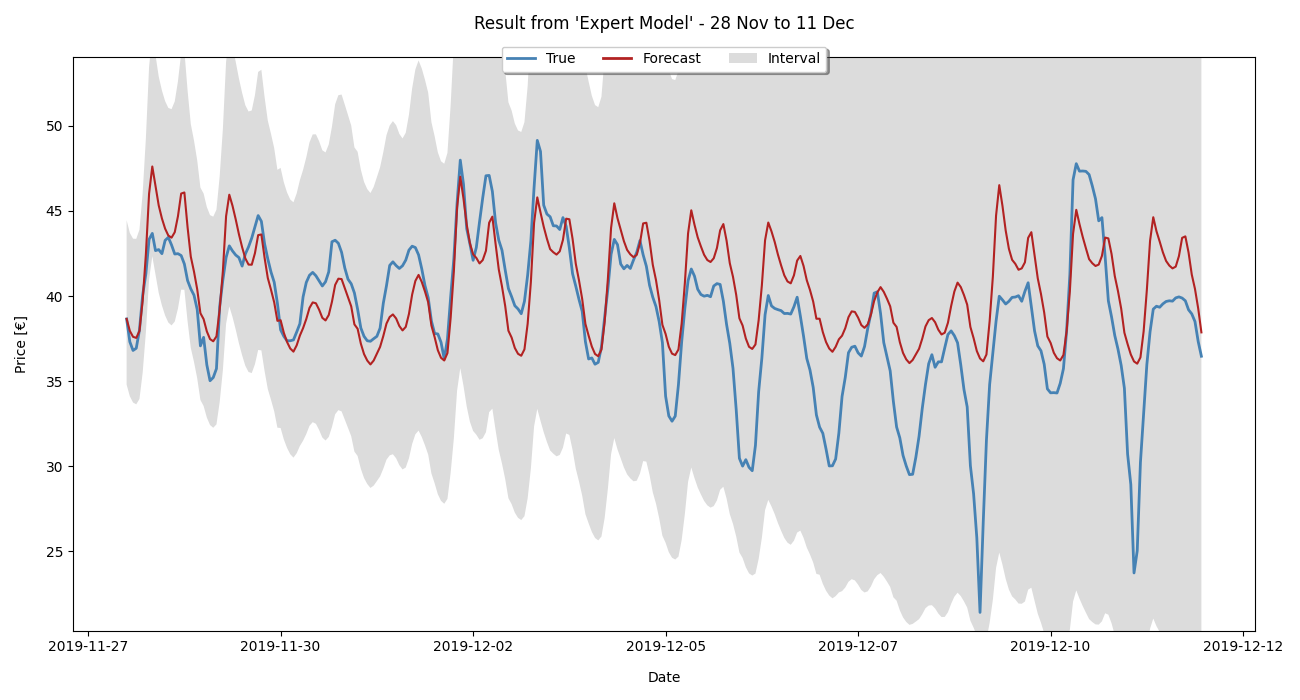 Result from 'Expert Model' - 28 Nov to 11 Dec
True Forecast Interval
Price [€]
50
45
40
35
30
25
2019-11-27 2019-11-30 2019-12-02 2019-12-05 2019-12-07 2019-12-10 2019-12-12
Date